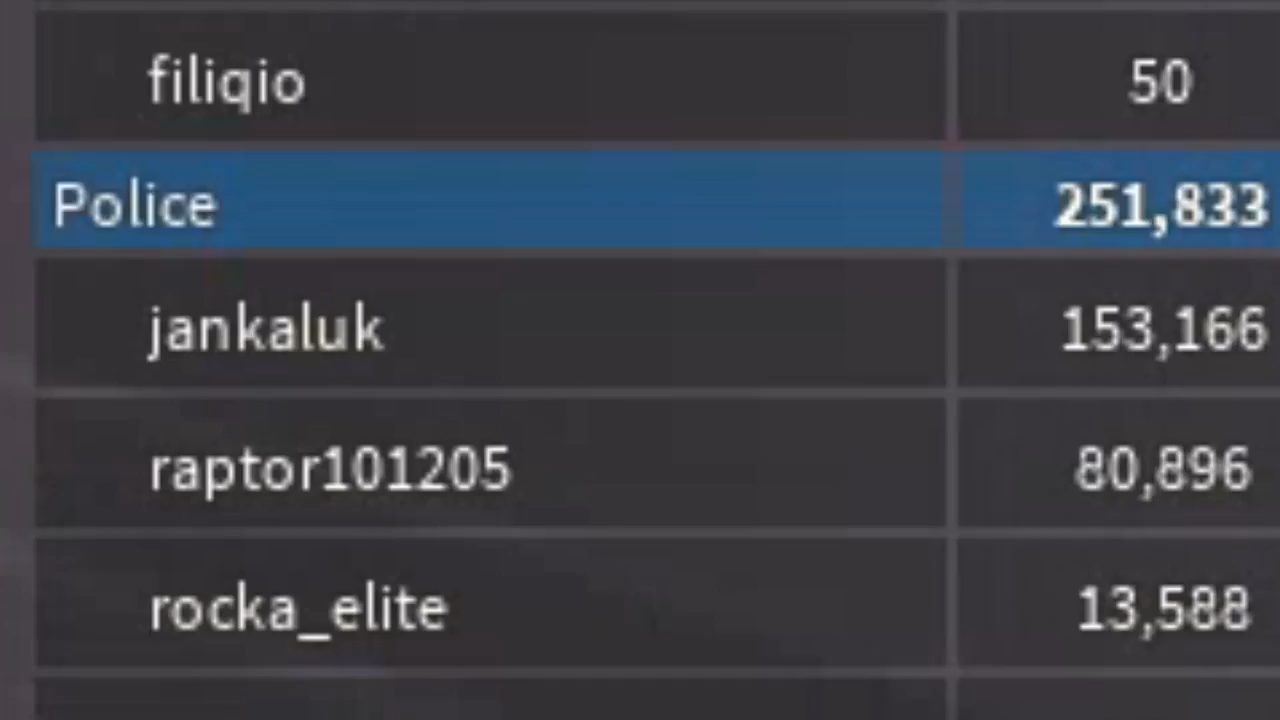 filiqio 50
Police 251,833
jankaluk 153,166
raptor101205 80,896
rocka_elite 13,588